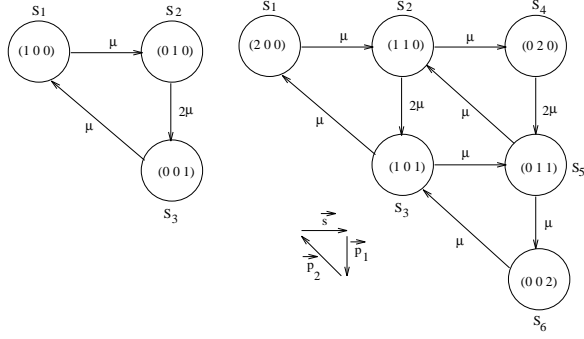 S1 S2
(1 0 0) μ (0 1 0)
μ 2μ
(0 0 1)
S3
S1 S2 S4
(2 0 0) μ (1 1 0) μ (0 2 0)
μ 2μ μ 2μ
(1 0 1) μ (0 1 1) S5
S3
s
p1
p2
μ μ
(0 0 2)
S6